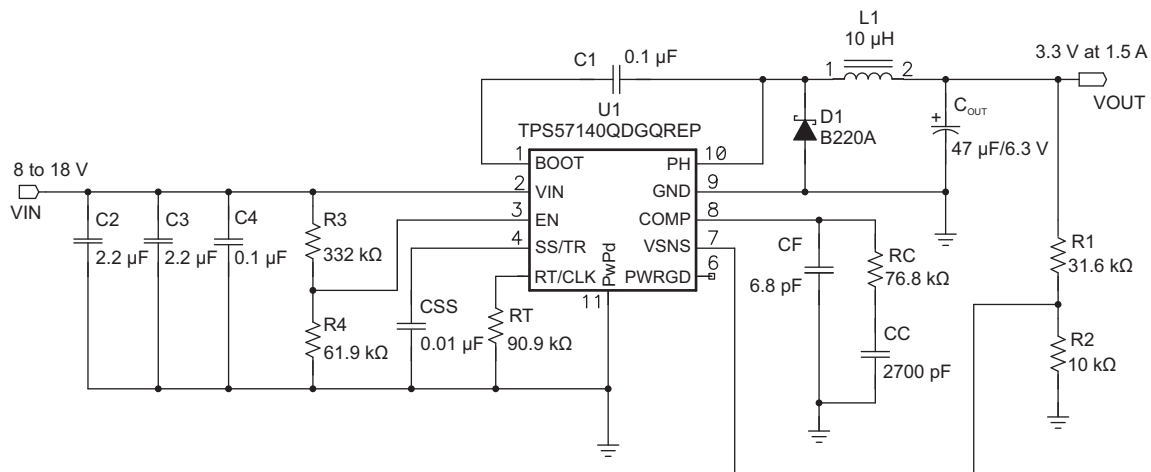 L1
10 µH
3.3 V at 1.5 A
C1
0.1 µF
1
2
VOUT
U1
TPS57140QDGQREP
D1
B220A
C_OUT
+
47 µF/6.3 V
8 to 18 V
VIN
1 BOOT PH 10
2 VIN GND 9
3 EN COMP 8
4 SS/TR VSNS 7
5 RT/CLK PwPd PWRGD 6
11
C2
2.2 µF
C3
2.2 µF
C4
0.1 µF
R3
332 kΩ
R4
61.9 kΩ
CSS
0.01 µF
RT
90.9 kΩ
CF
6.8 pF
RC
76.8 kΩ
CC
2700 pF
R1
31.6 kΩ
R2
10 kΩ